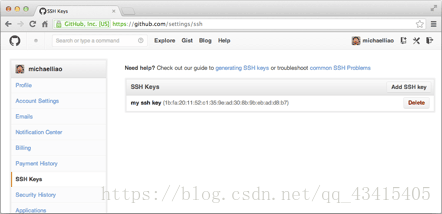 SSH Keys
GitHub, Inc. [US] https://github.com/settings/ssh
Search or type a command
Explore Gist Blog Help
michaelliao
michaelliao
Profile
Account Settings
Emails
Notification Center
Billing
Payment History
SSH Keys
Security History
Applications
Need help? Check out our guide to generating SSH keys or troubleshoot common SSH Problems
SSH Keys
Add SSH key
my ssh key (1b:fa:20:11:52:c1:35:9e:ad:30:6b:9b:eb:ad:d8:b7)
Delete
https://blog.csdn.net/qq_43415405